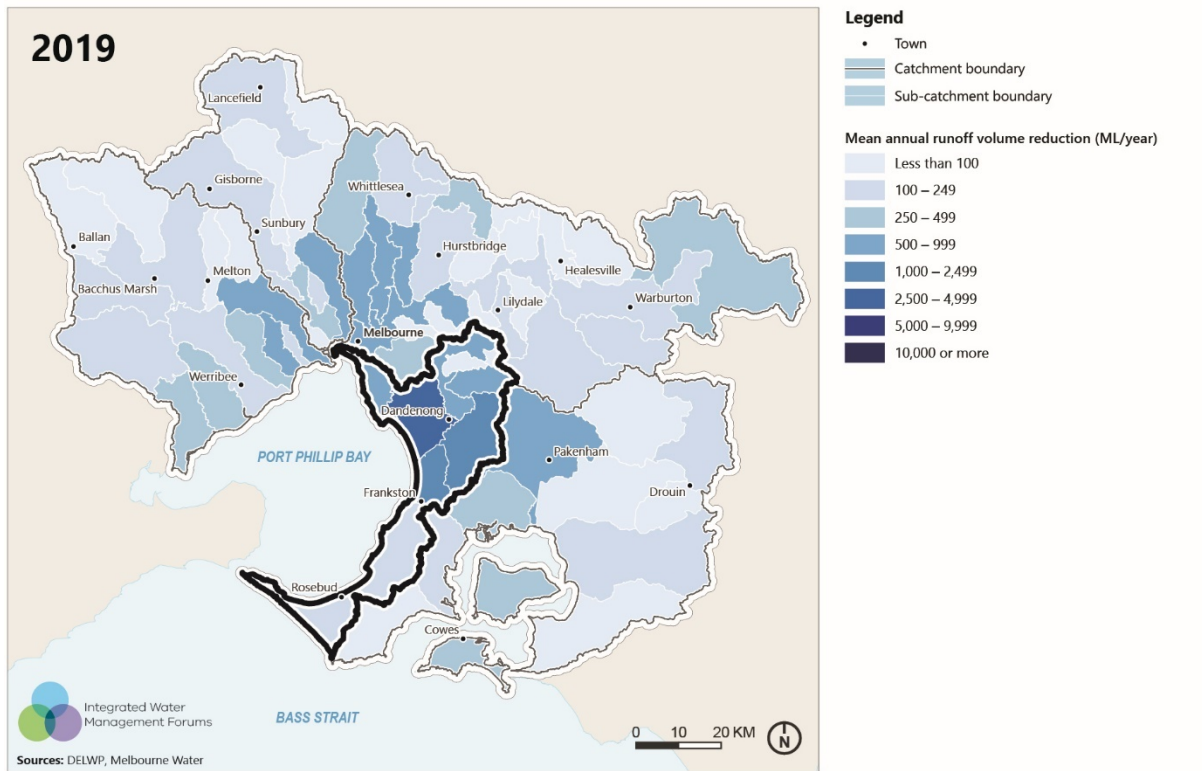 2019
Lancefield
Gisborne
Whittlesea
Sunbury
Ballan
Hurstbridge
Melton
Healesville
Bacchus Marsh
Lilydale
Warburton
Melbourne
Werribee
Dandenong
PORT PHILLIP BAY
Pakenham
Frankston
Drouin
Rosebud
Cowes
Integrated Water
Management Forums
BASS STRAIT
0 10 20 KM
N
Sources: DELWP, Melbourne Water
Legend
Town
Catchment boundary
Sub-catchment boundary
Mean annual runoff volume reduction (ML/year)
Less than 100
100 – 249
250 – 499
500 – 999
1,000 – 2,499
2,500 – 4,999
5,000 – 9,999
10,000 or more